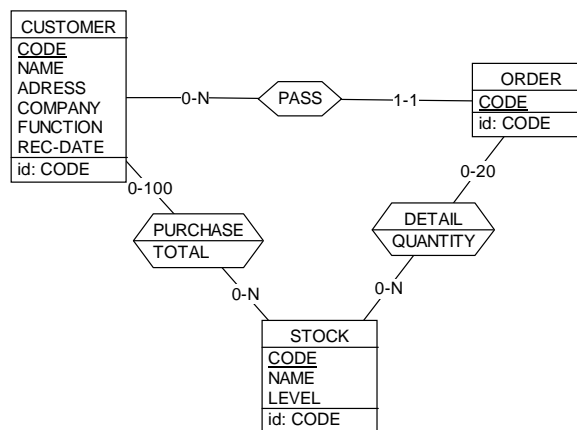 CUSTOMER
CODE
NAME
ADRESS
COMPANY
FUNCTION
REC-DATE
id: CODE
0-N
PASS
1-1
ORDER
CODE
id: CODE
0-100
0-20
PURCHASE
TOTAL
DETAIL
QUANTITY
0-N
0-N
STOCK
CODE
NAME
LEVEL
id: CODE